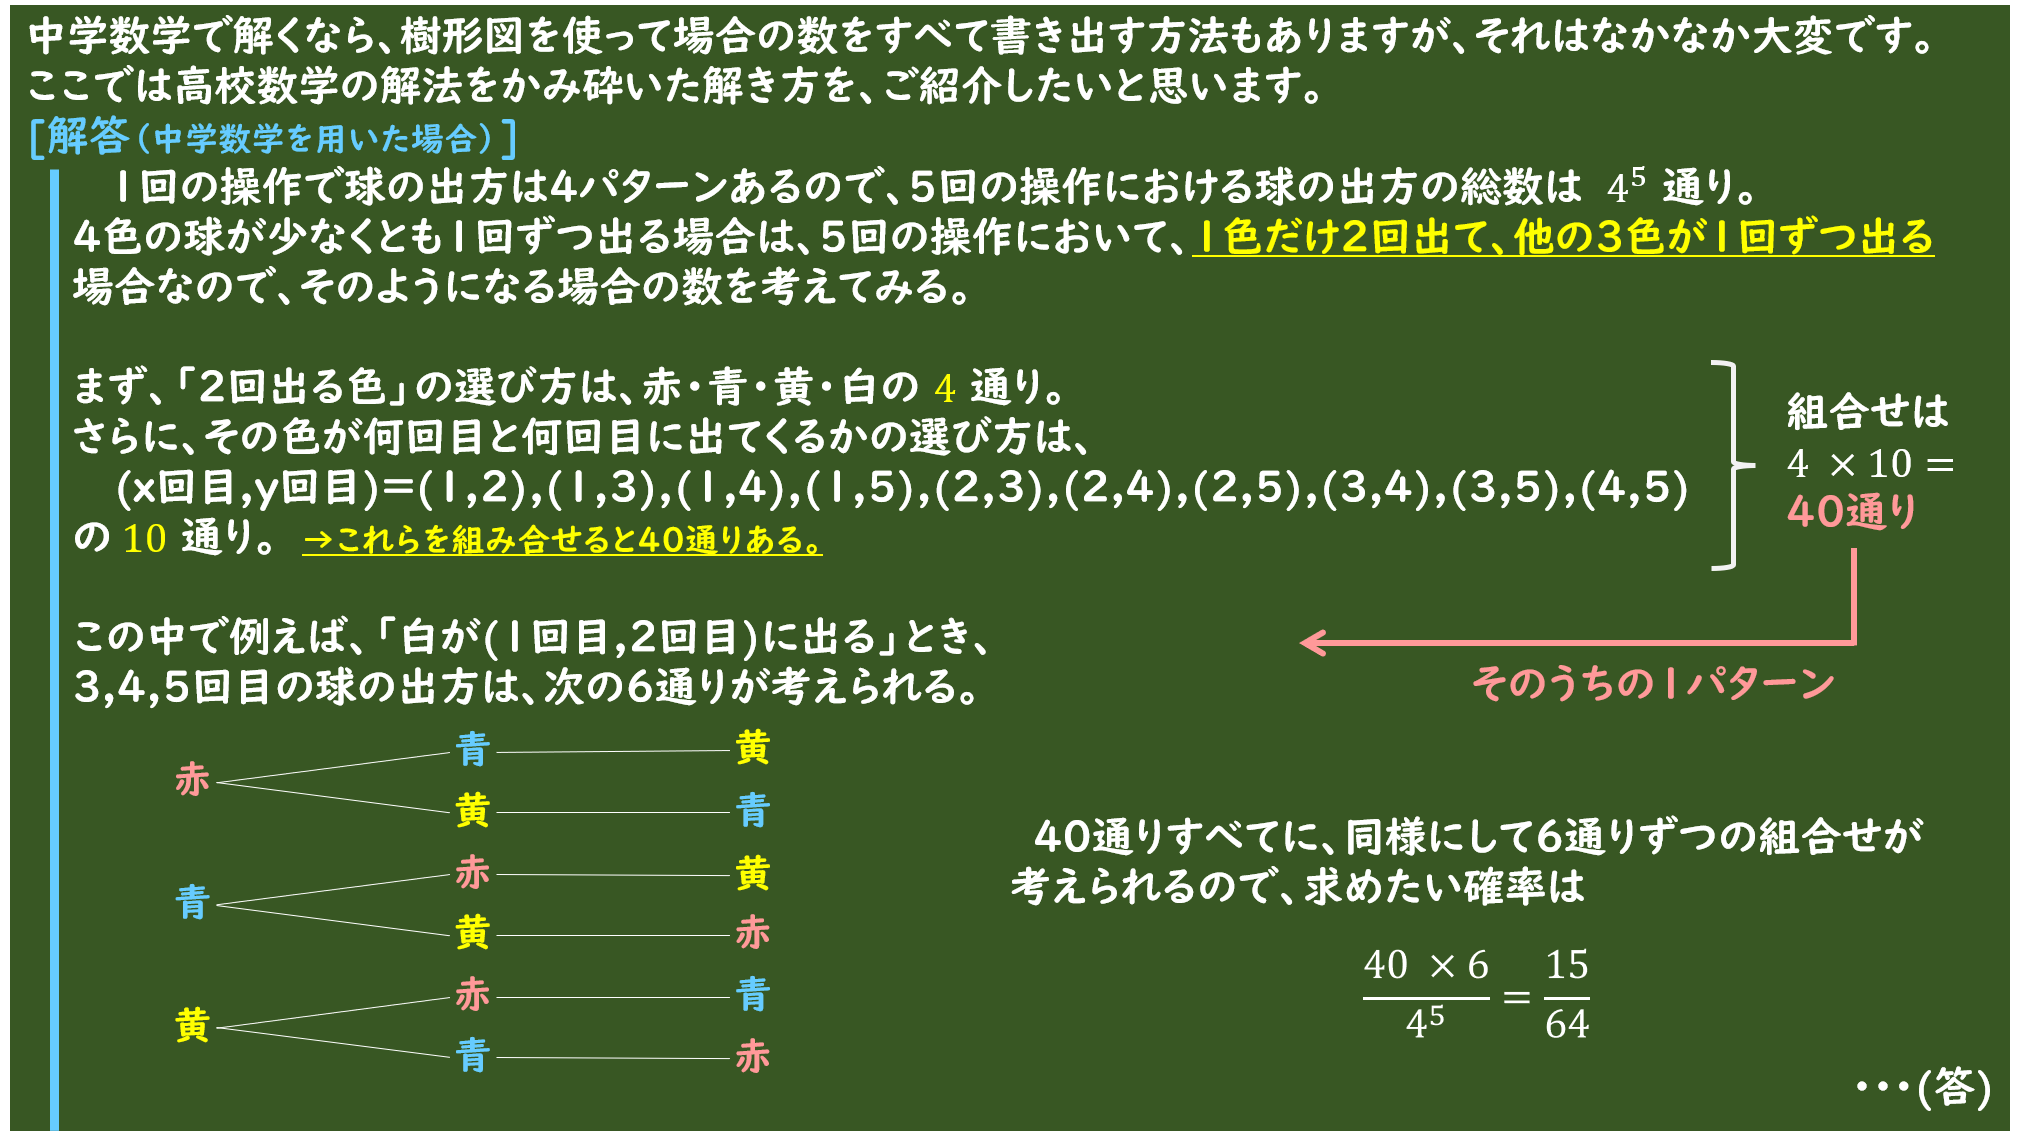 中学数学で解くなら、樹形図を使って場合の数をすべて書き出す方法もありますが、それはなかなか大変です。
ここでは高校数学の解法をかみ砕いた解き方を、ご紹介したいと思います。
[解答（中学数学を用いた場合）]
1回の操作で球の出方は4パターンあるので、5回の操作における球の出方の総数は 4⁵ 通り。
4色の球が少なくとも1回ずつ出る場合は、5回の操作において、1色だけ2回出て、他の3色が1回ずつ出る
場合なので、そのようになる場合の数を考えてみる。
まず、「2回出る色」の選び方は、赤・青・黄・白の 4 通り。
さらに、その色が何回目と何回目に出てくるかの選び方は、
(x回目,y回目)=(1,2),(1,3),(1,4),(1,5),(2,3),(2,4),(2,5),(3,4),(3,5),(4,5)
の 10 通り。 →これらを組み合せると40通りある。
組合せは
4 ×10 =
40通り
そのうちの1パターン
この中で例えば、「白が(1回目,2回目)に出る」とき、
3,4,5回目の球の出方は、次の6通りが考えられる。
赤 青 黄
黄 青
青 赤 黄
黄 赤
黄 赤 青
青 赤
40通りすべてに、同様にして6通りずつの組合せが
考えられるので、求めたい確率は
40 ×6 / 4⁵ = 15 / 64
・・・(答)